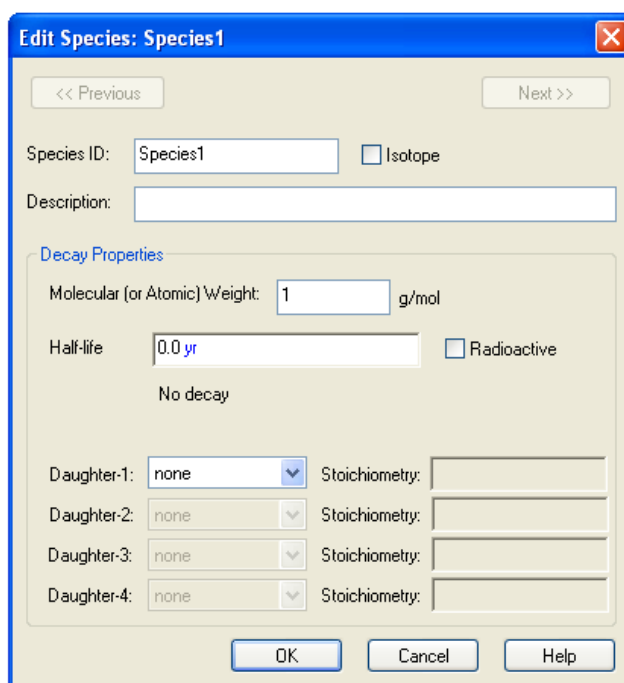 Edit Species: Species1
<< Previous Next >>
Species ID: Species1 Isotope
Description:
Decay Properties
Molecular (or Atomic) Weight: 1 g/mol
Half-life 0.0 yr Radioactive
No decay
Daughter-1: none Stoichiometry:
Daughter-2: none Stoichiometry:
Daughter-3: none Stoichiometry:
Daughter-4: none Stoichiometry:
OK Cancel Help